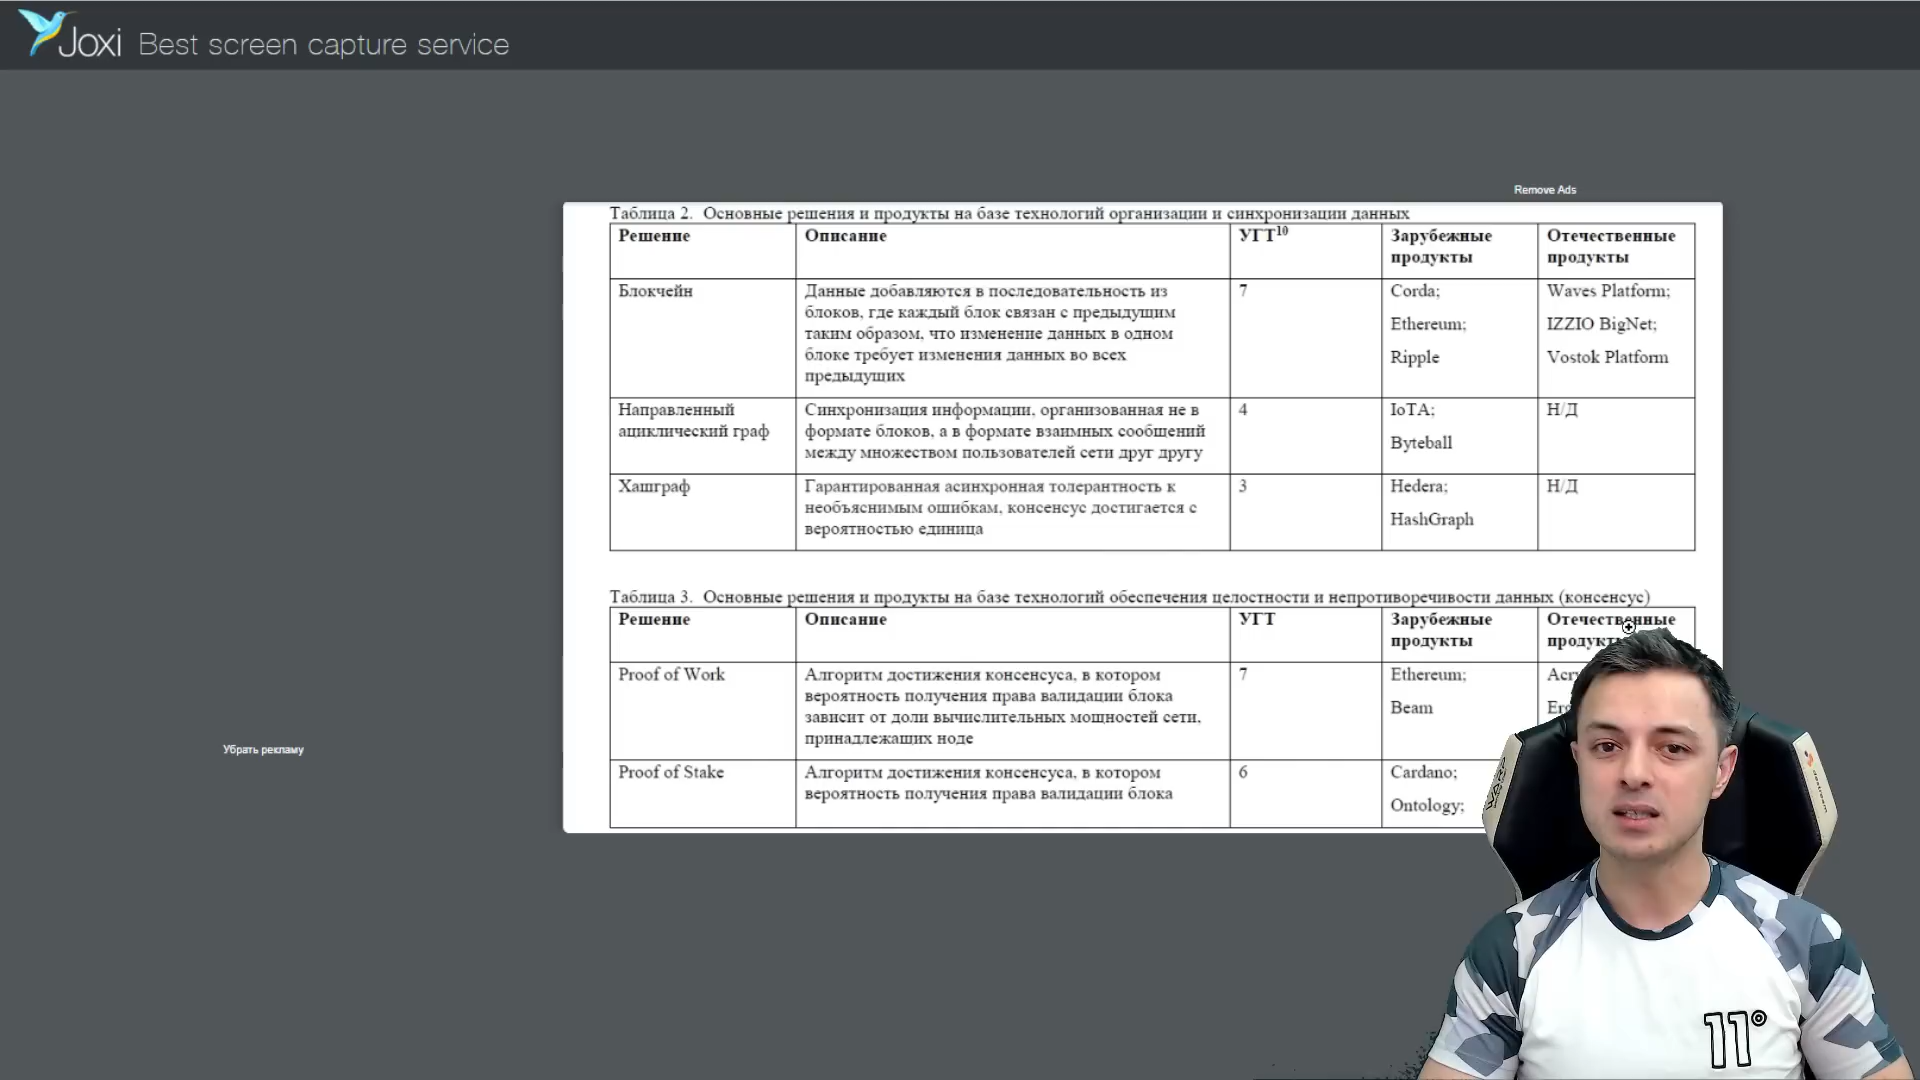 Joxi Best screen capture service
Remove Ads
Таблица 2. Основные решения и продукты на базе технологий организации и синхронизации данных
Решение
Описание
УГТ10
Зарубежные
продукты
Отечественные
продукты
Блокчейн
Данные добавляются в последовательность из
блоков, где каждый блок связан с предыдущим
таким образом, что изменение данных в одном
блоке требует изменения данных во всех
предыдущих
7
Corda;
Ethereum;
Ripple
Waves Platform;
IZZIO BigNet;
Vostok Platform
Направленный
ациклический граф
Синхронизация информации, организованная не в
формате блоков, а в формате взаимных сообщений
между множеством пользователей сети друг другу
4
IoTA;
Byteball
Н/Д
Хашграф
Гарантированная асинхронная толерантность к
необъяснимым ошибкам, консенсус достигается с
вероятностью единица
3
Hedera;
HashGraph
Н/Д
Таблица 3. Основные решения и продукты на базе технологий обеспечения целостности и непротиворечивости данных (консенсус)
Решение
Описание
УГТ
Зарубежные
продукты
Отечественные
Proof of Work
Алгоритм достижения консенсуса, в котором
вероятность получения права валидации блока
зависит от доли вычислительных мощностей сети,
принадлежащих ноде
7
Ethereum;
Beam
Proof of Stake
Алгоритм достижения консенсуса, в котором
вероятность получения права валидации блока
6
Cardano;
Ontology;
Убрать рекламу
11°